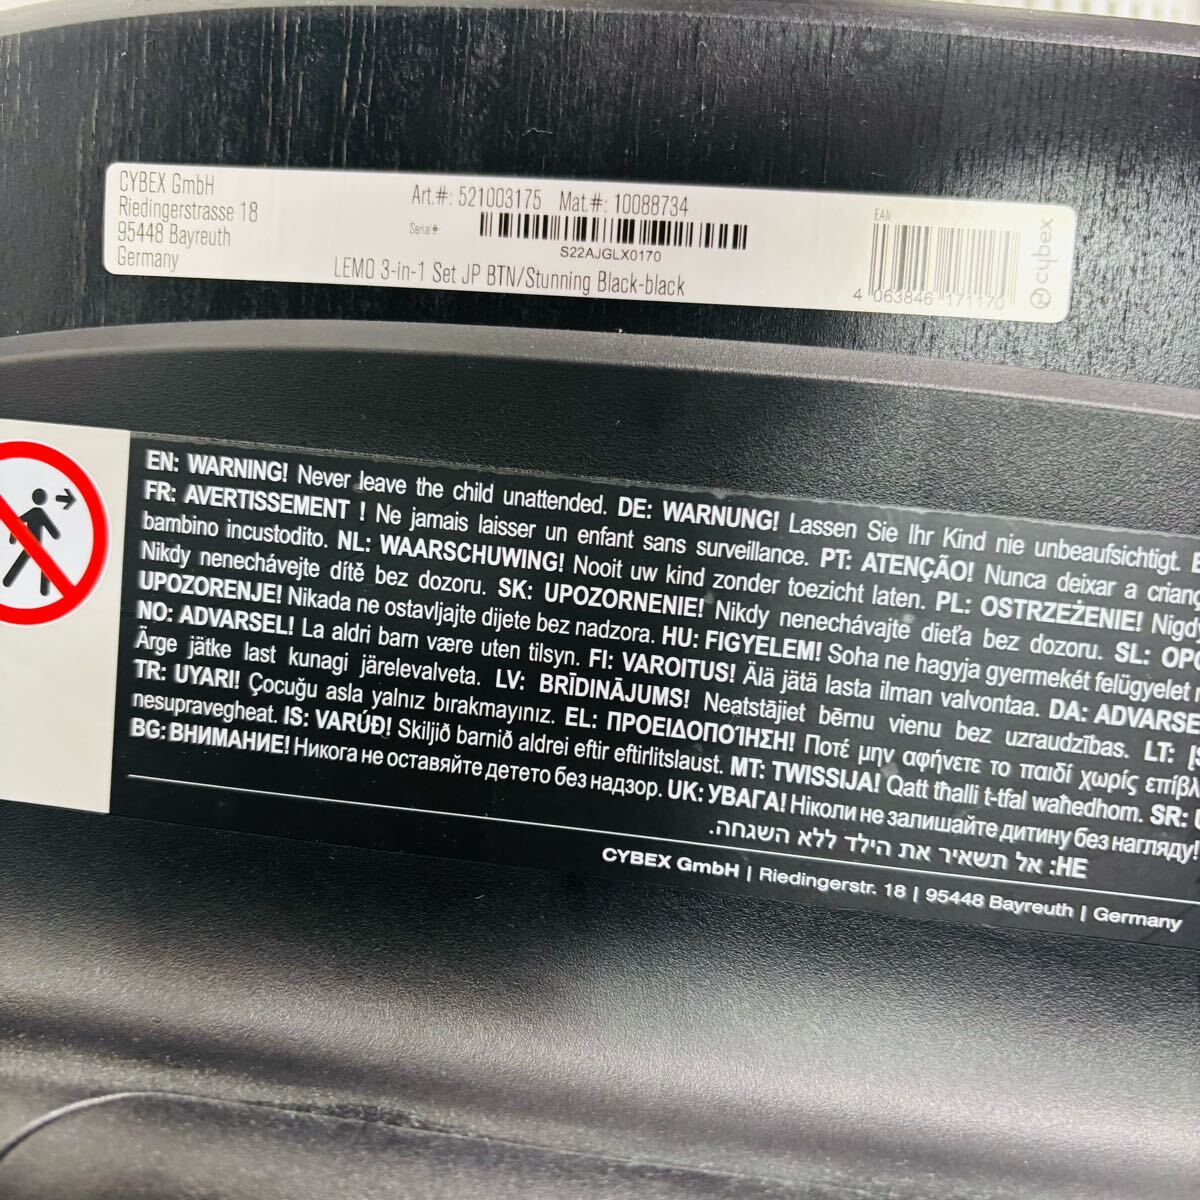 CYBEX GmbH
Riedingerstrasse 18
95448 Bayreuth
Germany
Art.#: 521003175 Mat.#: 10088734
Serial#
S22AJGLX0170
LEMO 3-in-1 Set JP BTN/Stunning Black-black
EAN
4 063846 171170
cybex
EN: WARNING! Never leave the child unattended. DE: WARNUNG! Lassen Sie Ihr Kind nie unbeaufsichtigt.
FR: AVERTISSEMENT ! Ne jamais laisser un enfant sans surveillance. PT: ATENÇÃO! Nunca deixar a
bambino incustodito. NL: WAARSCHUWING! Nooit uw kind zonder toezicht laten. PL: OSTRZEŻENIE!
Nikdy nenechávejte dítě bez dozoru. SK: UPOZORNENIE! Nikdy nenechávajte dieťa bez dozoru. SL:
UPOZORENJE! Nikada ne ostavljajte dijete bez nadzora. HU: FIGYELEM! Soha ne hagyja gyermekét felügyelet
NO: ADVARSEL! La aldri barn være uten tilsyn. FI: VAROITUS! Älä jätä lasta ilman valvontaa. DA:
Ärge jätke last kunagi järelevalveta. LV: BRĪDINĀJUMS! Neatstājiet bērnu vienu bez uzraudzības. LT:
TR: UYARI! Çocuğu asla yalnız bırakmayınız. EL: ΠΡΟΕΙΔΟΠΟΊΗΣΗ! Ποτέ μην αφήνετε το παιδί χωρίς
nesupravegheat. IS: VARÚÐ! Skiljið barnið aldrei eftir eftirlitslaust. MT: TWISSIJA! Qatt tħalli t-tfal waħedhom. SR:
BG: ВНИМАНИЕ! Никога не оставяйте детето без надзор. UK: УВАГА! Ніколи не залишайте дитину без нагляду!
HE: אל תשאיר את הילד ללא השגחה.
CYBEX GmbH | Riedingerstr. 18 | 95448 Bayreuth | Germany